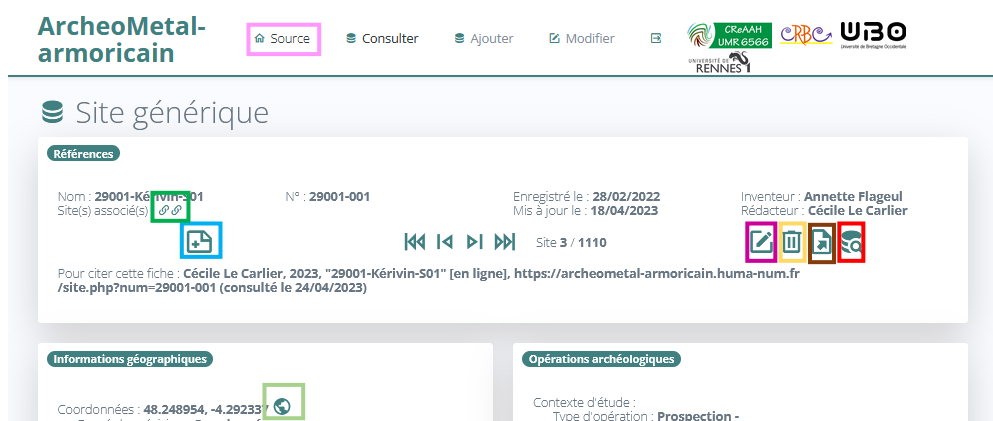 ArcheoMetal-
armoricain
Source Consulter Ajouter Modifier
CReAAH
UMR 6566
UNIVERSITÉ DE
RENNES 1
CRBC
UBO
Université de Bretagne Occidentale
Site générique
Références
Nom : 29001-Kérivin-S01
Site(s) associé(s)
N° : 29001-001
Enregistré le : 28/02/2022
Mis à jour le : 18/04/2023
Inventeur : Annette Flageul
Rédacteur : Cécile Le Carlier
Site 3 / 1110
Pour citer cette fiche : Cécile Le Carlier, 2023, "29001-Kérivin-S01" [en ligne], https://archeometal-armoricain.huma-num.fr
/site.php?num=29001-001 (consulté le 24/04/2023)
Informations géographiques
Coordonnées : 48.248954, -4.292337
Opérations archéologiques
Contexte d'étude :
Type d'opération : Prospection -